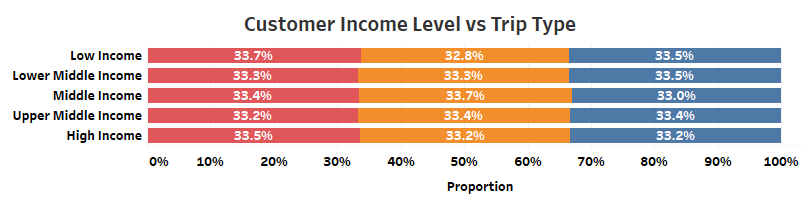 Customer Income Level vs Trip Type
Low Income 33.7% 32.8% 33.5%
Lower Middle Income 33.3% 33.3% 33.5%
Middle Income 33.4% 33.7% 33.0%
Upper Middle Income 33.2% 33.4% 33.4%
High Income 33.5% 33.2% 33.2%
0% 10% 20% 30% 40% 50% 60% 70% 80% 90% 100%
Proportion